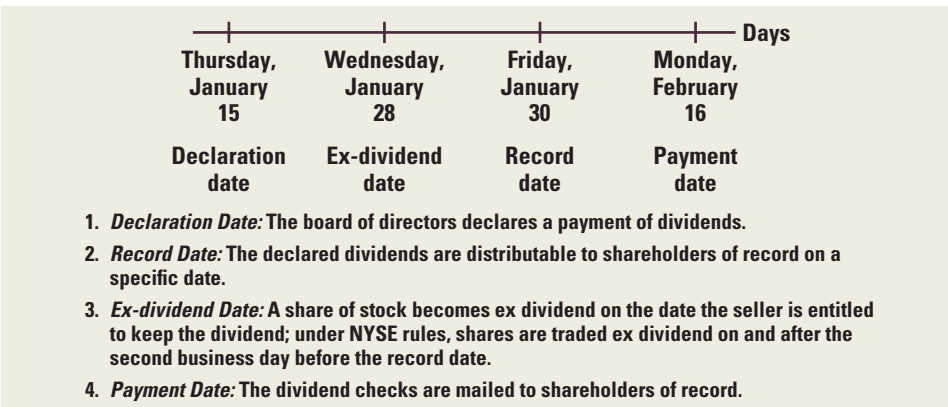 Days
Thursday, January 15
Wednesday, January 28
Friday, January 30
Monday, February 16
Declaration date
Ex-dividend date
Record date
Payment date
1. Declaration Date: The board of directors declares a payment of dividends.
2. Record Date: The declared dividends are distributable to shareholders of record on a
specific date.
3. Ex-dividend Date: A share of stock becomes ex dividend on the date the seller is entitled
to keep the dividend; under NYSE rules, shares are traded ex dividend on and after the
second business day before the record date.
4. Payment Date: The dividend checks are mailed to shareholders of record.